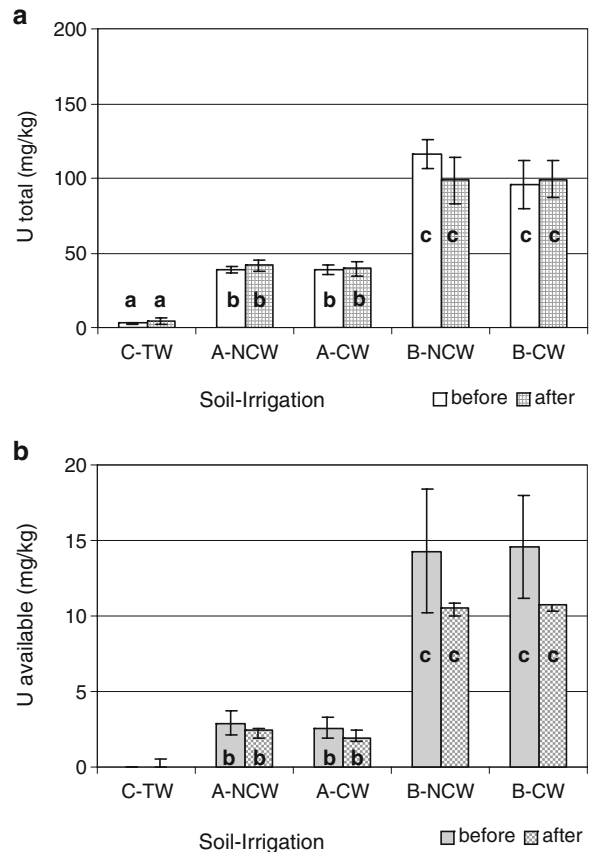 a
U total (mg/kg)
200
150
100
50
0
a a b b b b c c c c
C-TW A-NCW A-CW B-NCW B-CW
Soil-Irrigation
before after
b
U available (mg/kg)
20
15
10
5
0
b b b b c c c c
C-TW A-NCW A-CW B-NCW B-CW
Soil-Irrigation
before after